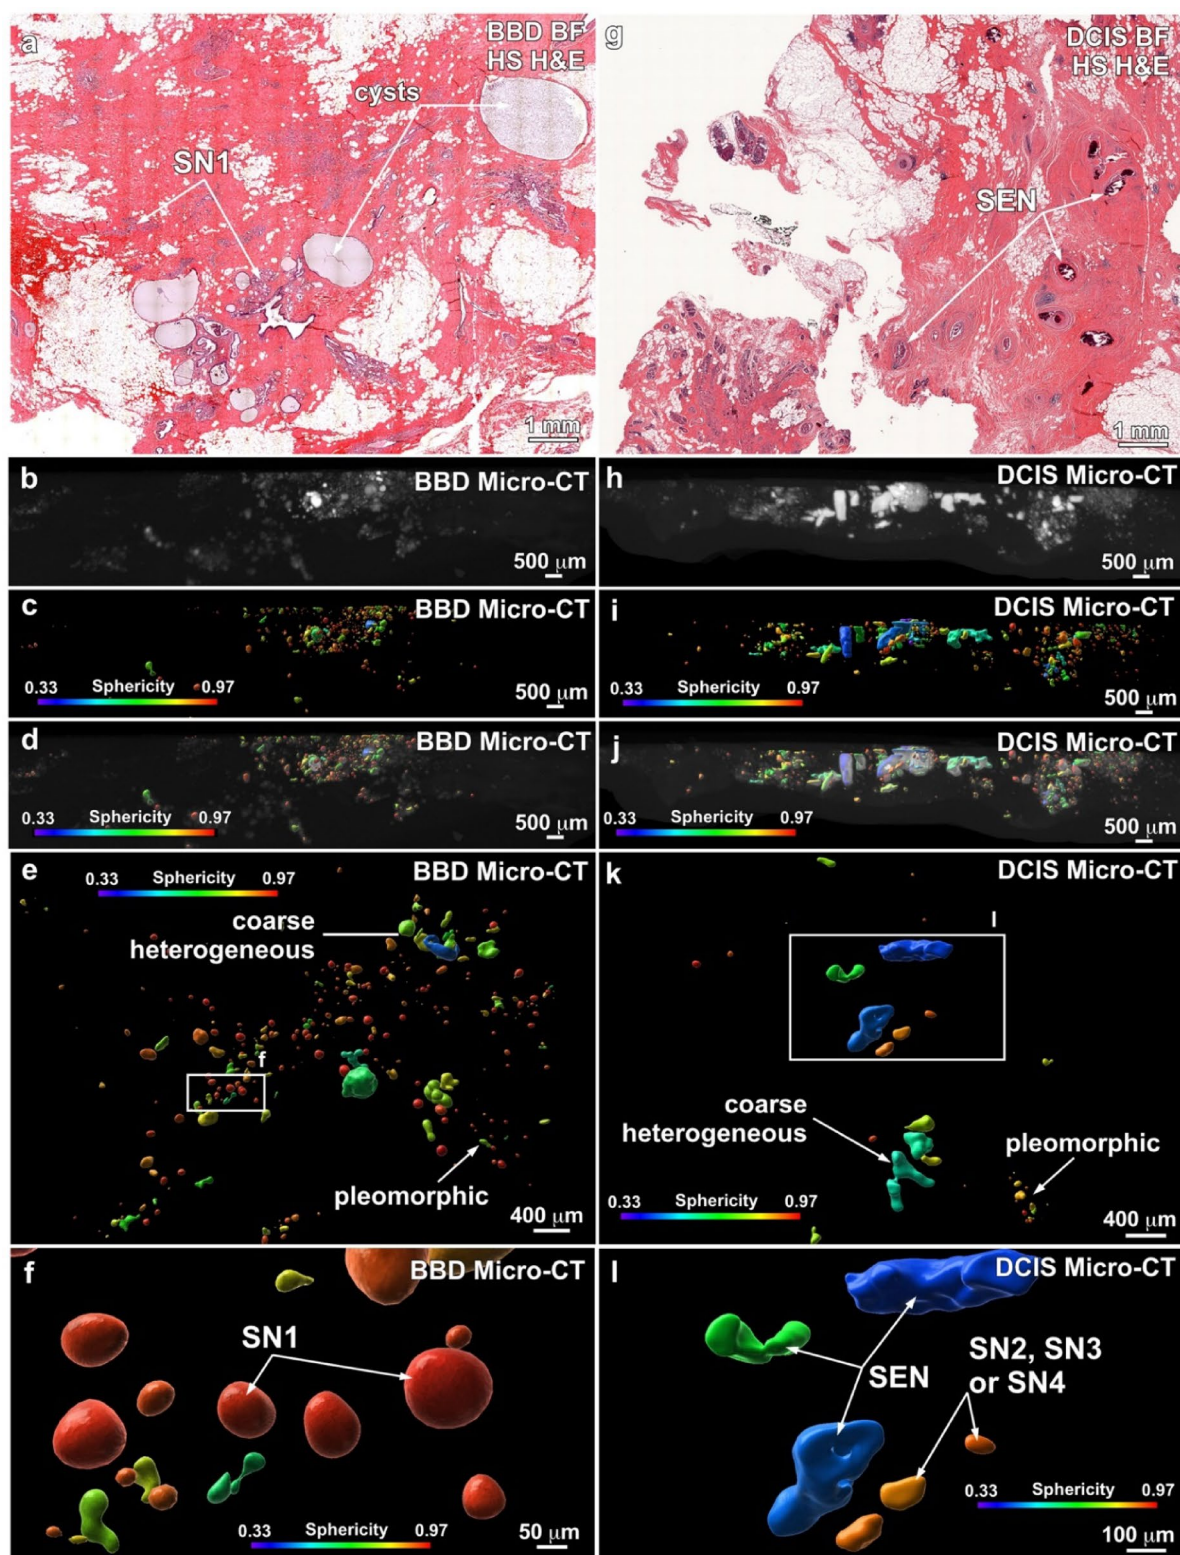 a
BBD BF
HS H&E
cysts
SN1
1 mm
g
DCIS BF
HS H&E
SEN
1 mm
b
BBD Micro-CT
500 μm
h
DCIS Micro-CT
500 μm
c
BBD Micro-CT
0.33 Sphericity 0.97
500 μm
i
DCIS Micro-CT
0.33 Sphericity 0.97
500 μm
d
BBD Micro-CT
0.33 Sphericity 0.97
500 μm
j
DCIS Micro-CT
0.33 Sphericity 0.97
500 μm
e
BBD Micro-CT
0.33 Sphericity 0.97
coarse
heterogeneous
f
pleomorphic
400 μm
k
DCIS Micro-CT
l
coarse
heterogeneous
pleomorphic
0.33 Sphericity 0.97
400 μm
f
BBD Micro-CT
SN1
0.33 Sphericity 0.97
50 μm
l
DCIS Micro-CT
SEN
SN2, SN3
or SN4
0.33 Sphericity 0.97
100 μm